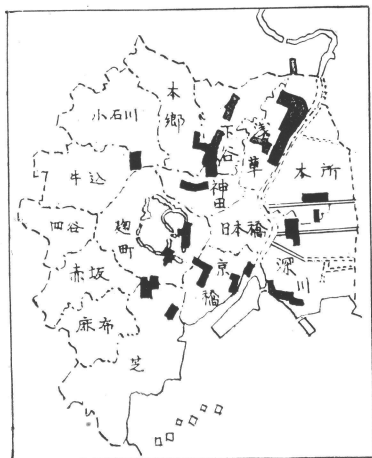 本郷
小石川
下谷
浅草
牛込
本所
神田
四谷
麹町
日本橋
赤坂
京橋
深川
麻布
芝